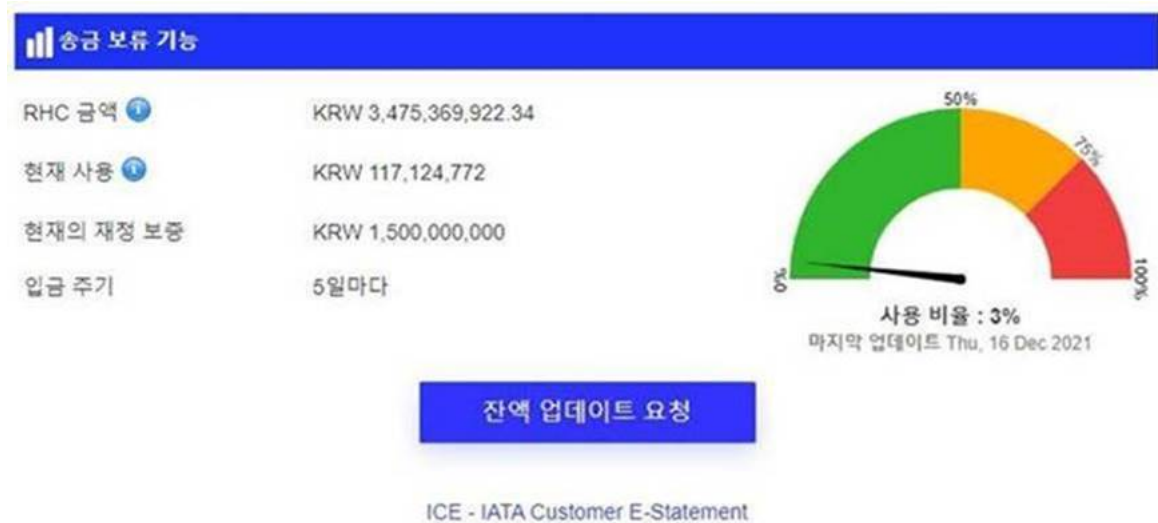 송금 보류 기능
RHC 금액
KRW 3,475,369,922.34
현재 사용
KRW 117,124,772
현재의 재정 보증
KRW 1,500,000,000
입금 주기
5일마다
0%
50%
75%
100%
사용 비율 : 3%
마지막 업데이트 Thu, 16 Dec 2021
잔액 업데이트 요청
ICE - IATA Customer E-Statement